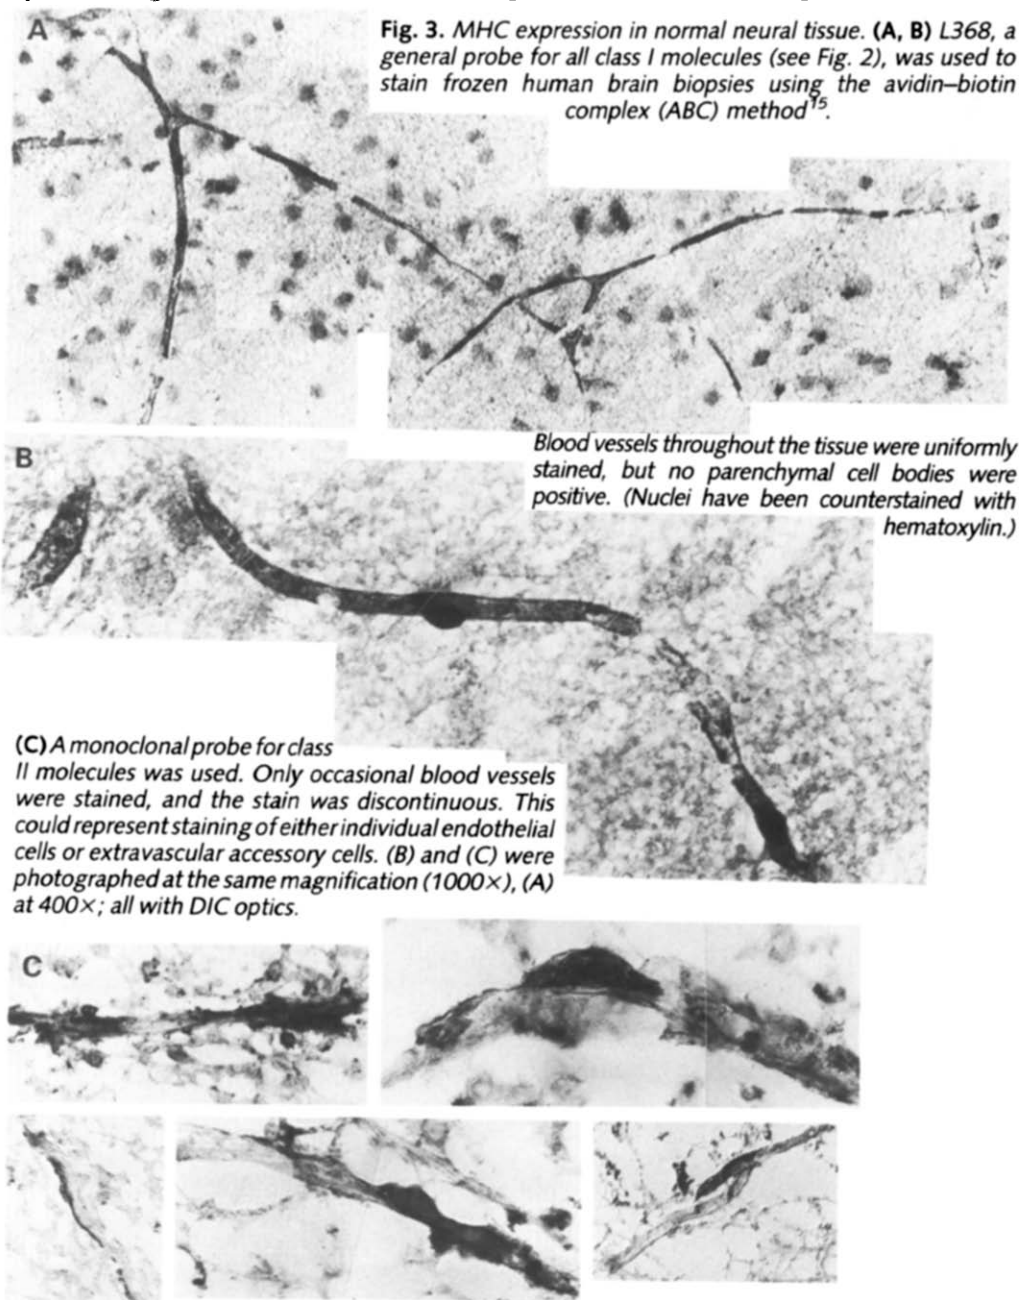 A
Fig. 3. MHC expression in normal neural tissue. (A, B) L368, a
general probe for all class I molecules (see Fig. 2), was used to
stain frozen human brain biopsies using the avidin–biotin
complex (ABC) method15.
B
Blood vessels throughout the tissue were uniformly
stained, but no parenchymal cell bodies were
positive. (Nuclei have been counterstained with
hematoxylin.)
(C) A monoclonal probe for class
II molecules was used. Only occasional blood vessels
were stained, and the stain was discontinuous. This
could represent staining of either individual endothelial
cells or extravascular accessory cells. (B) and (C) were
photographed at the same magnification (1000×), (A)
at 400×; all with DIC optics.
C